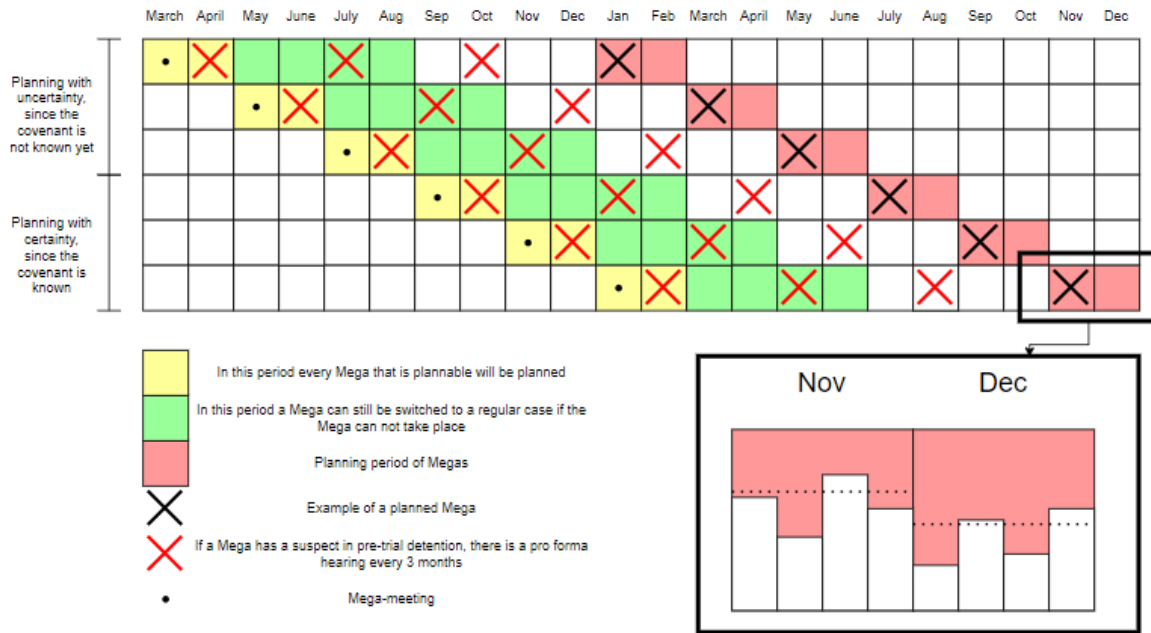 March April May June July Aug Sep Oct Nov Dec Jan Feb March April May June July Aug Sep Oct Nov Dec
Planning with
uncertainty,
since the
covenant is
not known yet
Planning with
certainty,
since the
covenant is
known
In this period every Mega that is plannable will be planned
In this period a Mega can still be switched to a regular case if the
Mega can not take place
Planning period of Megas
Example of a planned Mega
If a Mega has a suspect in pre-trial detention, there is a pro forma
hearing every 3 months
Mega-meeting
Nov Dec